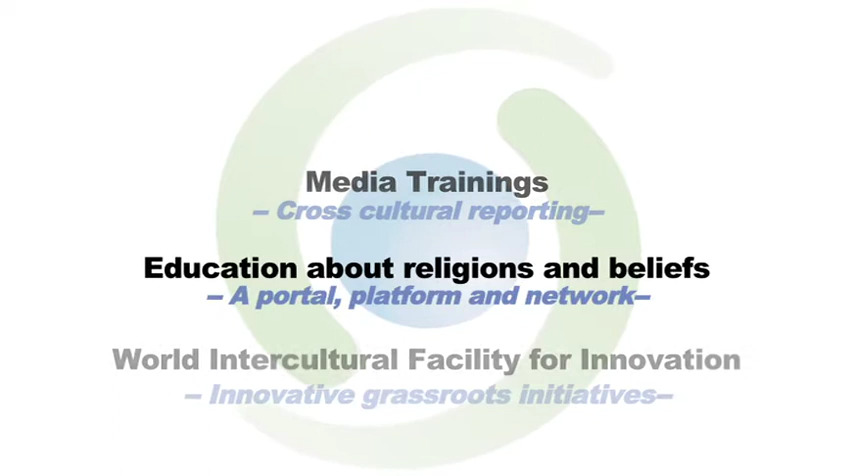 Media Trainings
– Cross cultural reporting–
Education about religions and beliefs
– A portal, platform and network–
World Intercultural Facility for Innovation
– Innovative grassroots initiatives–